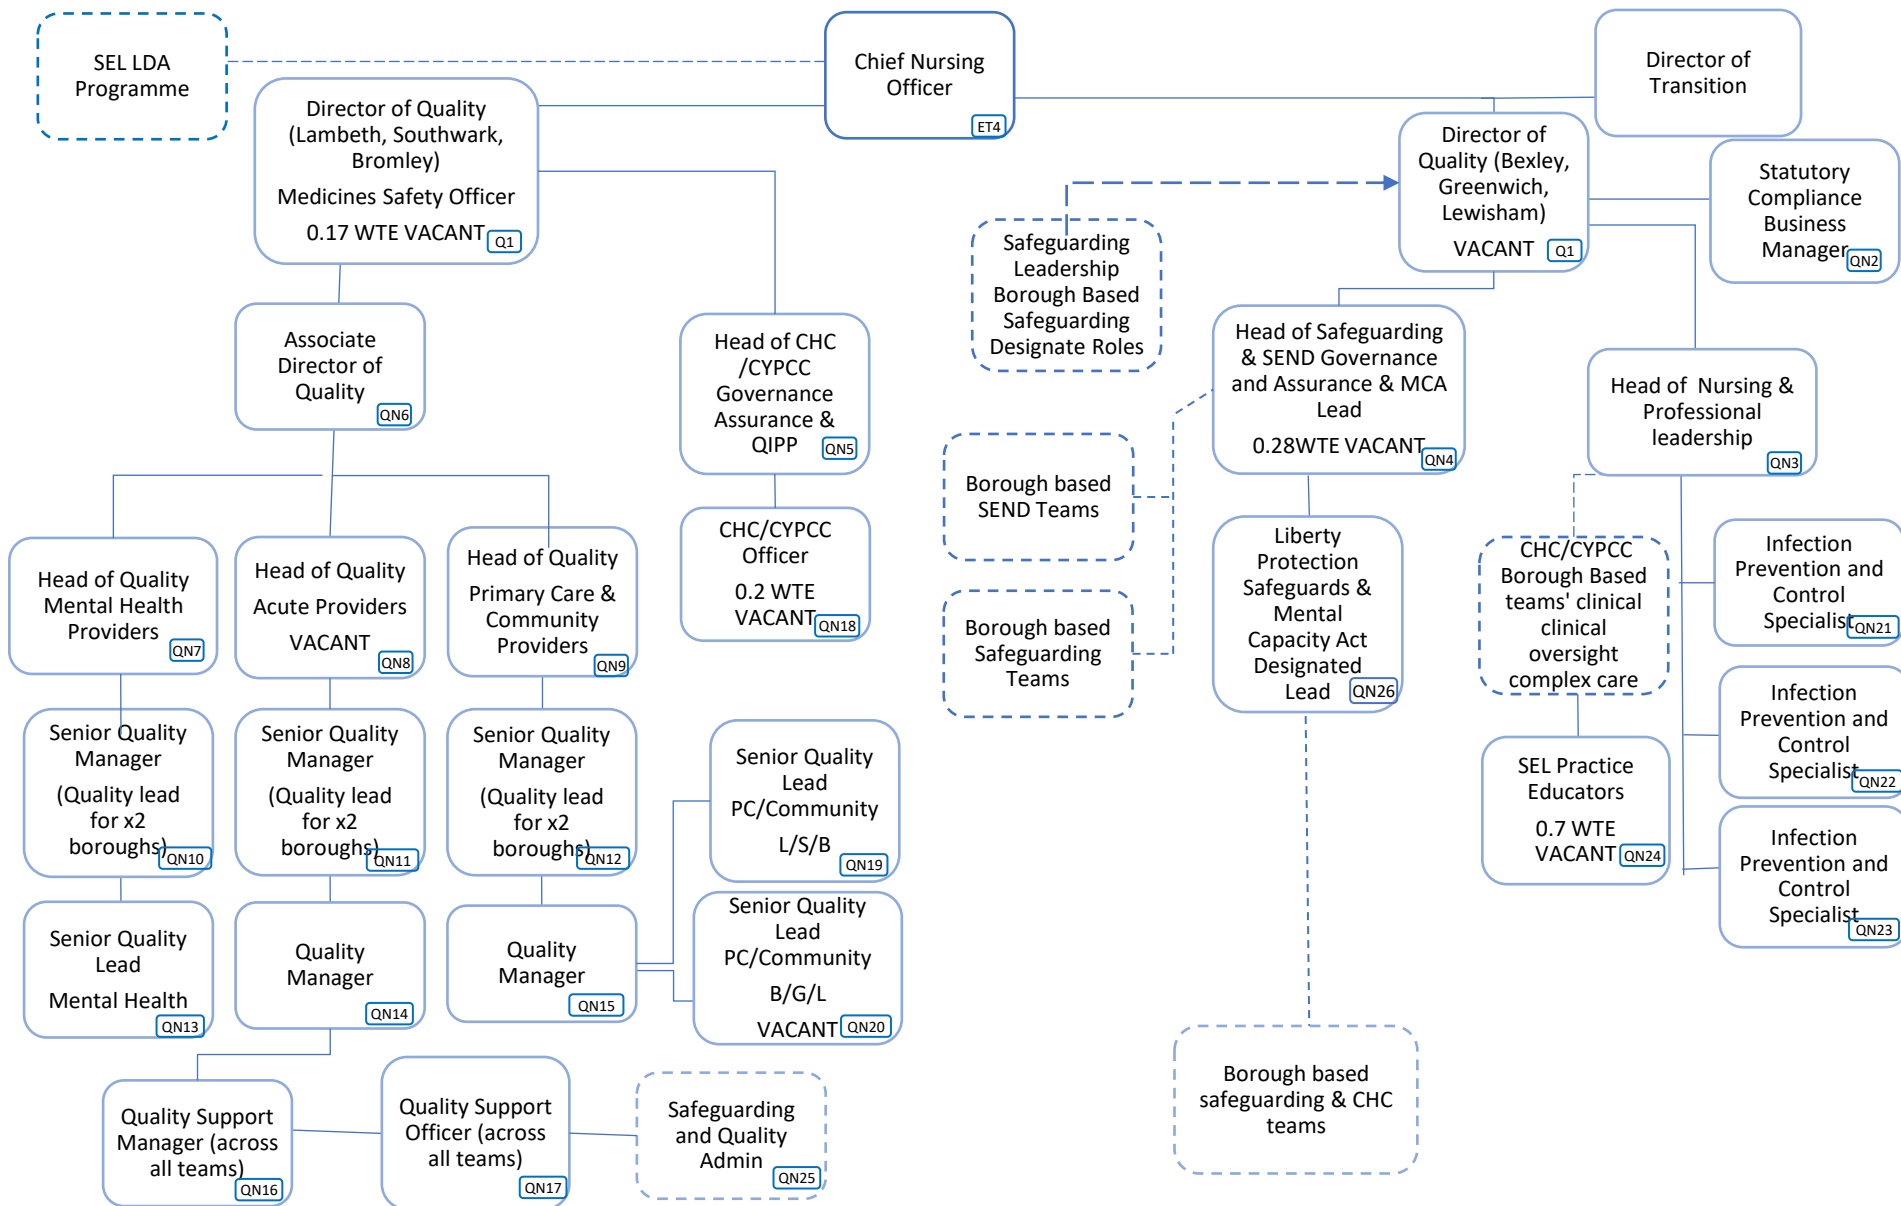 SEL LDA
Programme
Chief Nursing
Officer
ET4
Director of
Transition
Director of Quality
(Lambeth, Southwark,
Bromley)
Medicines Safety Officer
0.17 WTE VACANT
Q1
Director of
Quality (Bexley,
Greenwich,
Lewisham)
VACANT
Q1
Statutory
Compliance
Business
Manager
QN2
Safeguarding
Leadership
Borough Based
Safeguarding
Designate Roles
Associate
Director of
Quality
QN6
Head of CHC
/CYPCC
Governance
Assurance &
QIPP
QN5
Head of Safeguarding
& SEND Governance
and Assurance & MCA
Lead
0.28WTE VACANT
QN4
Head of  Nursing &
Professional
leadership
QN3
Borough based
SEND Teams
CHC/CYPCC
Officer
0.2 WTE
VACANT
QN18
Liberty
Protection
Safeguards &
Mental
Capacity Act
Designated
Lead
QN26
CHC/CYPCC
Borough Based
teams' clinical
clinical
oversight
complex care
Infection
Prevention and
Control
Specialist
QN21
Head of Quality
Mental Health
Providers
QN7
Head of Quality
Acute Providers
VACANT
QN8
Head of Quality
Primary Care &
Community
Providers
QN9
Borough based
Safeguarding
Teams
Infection
Prevention and
Control
Specialist
QN22
Senior Quality
Manager
(Quality lead
for x2
boroughs)
QN10
Senior Quality
Manager
(Quality lead
for x2
boroughs)
QN11
Senior Quality
Manager
(Quality lead
for x2
boroughs)
QN12
Senior Quality
Lead
PC/Community
L/S/B
QN19
SEL Practice
Educators
0.7 WTE
VACANT
QN24
Infection
Prevention and
Control
Specialist
QN23
Senior Quality
Lead
Mental Health
QN13
Quality
Manager
QN14
Quality
Manager
QN15
Senior Quality
Lead
PC/Community
B/G/L
VACANT
QN20
Quality Support
Manager (across
all teams)
QN16
Quality Support
Officer (across
all teams)
QN17
Safeguarding
and Quality
Admin
QN25
Borough based
safeguarding & CHC
teams